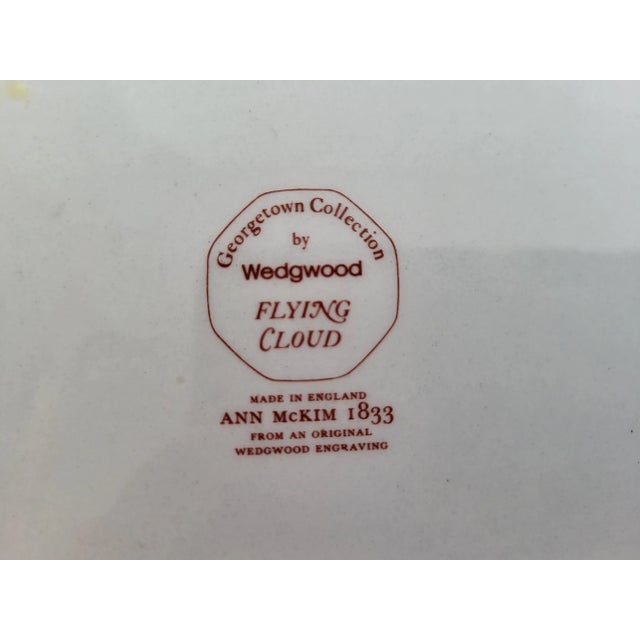 Georgetown Collection
by
Wedgwood
FLYING
CLOUD
MADE IN ENGLAND
ANN McKIM 1833
FROM AN ORIGINAL
WEDGWOOD ENGRAVING